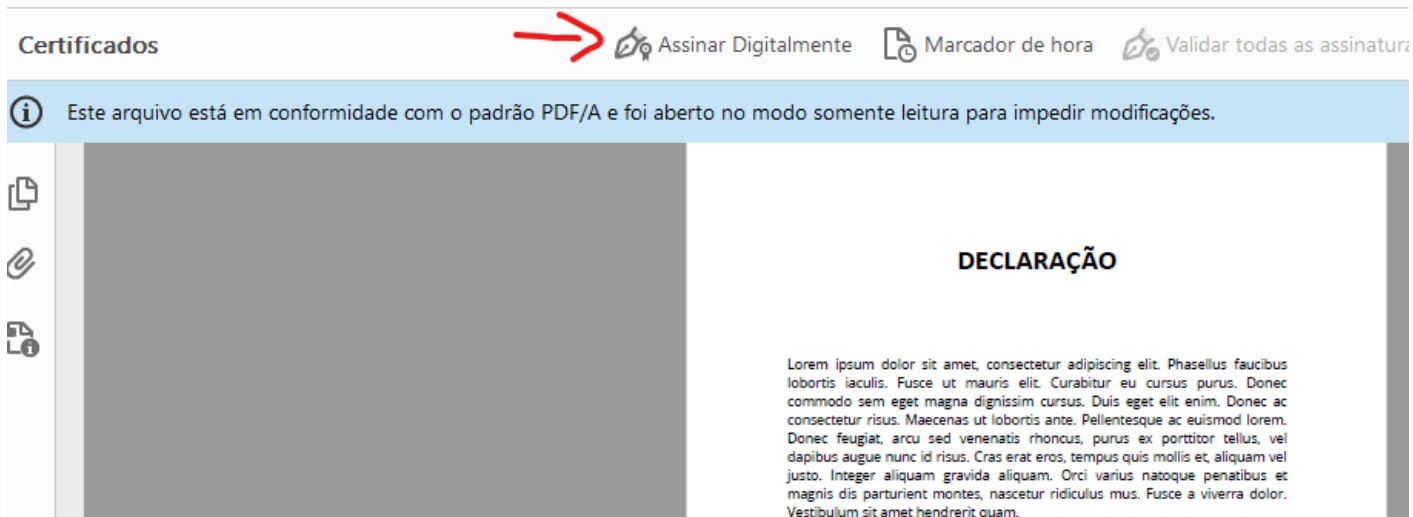 Certificados
Assinar Digitalmente
Marcador de hora
Validar todas as assinatura
Este arquivo está em conformidade com o padrão PDF/A e foi aberto no modo somente leitura para impedir modificações.
DECLARAÇÃO
Lorem ipsum dolor sit amet, consectetur adipiscing elit. Phasellus faucibus
lobortis iaculis. Fusce ut mauris elit. Curabitur eu cursus purus. Donec
commodo sem eget magna dignissim cursus. Duis eget elit enim. Donec ac
consectetur risus. Maecenas ut lobortis ante. Pellentesque ac euismod lorem.
Donec feugiat, arcu sed venenatis rhoncus, purus ex porttitor tellus, vel
dapibus augue nunc id risus. Cras erat eros, tempus quis mollis et, aliquam vel
justo. Integer aliquam gravida aliquam. Orci varius natoque penatibus et
magnis dis parturient montes, nascetur ridiculus mus. Fusce a viverra dolor.
Vestibulum sit amet hendrerit quam.